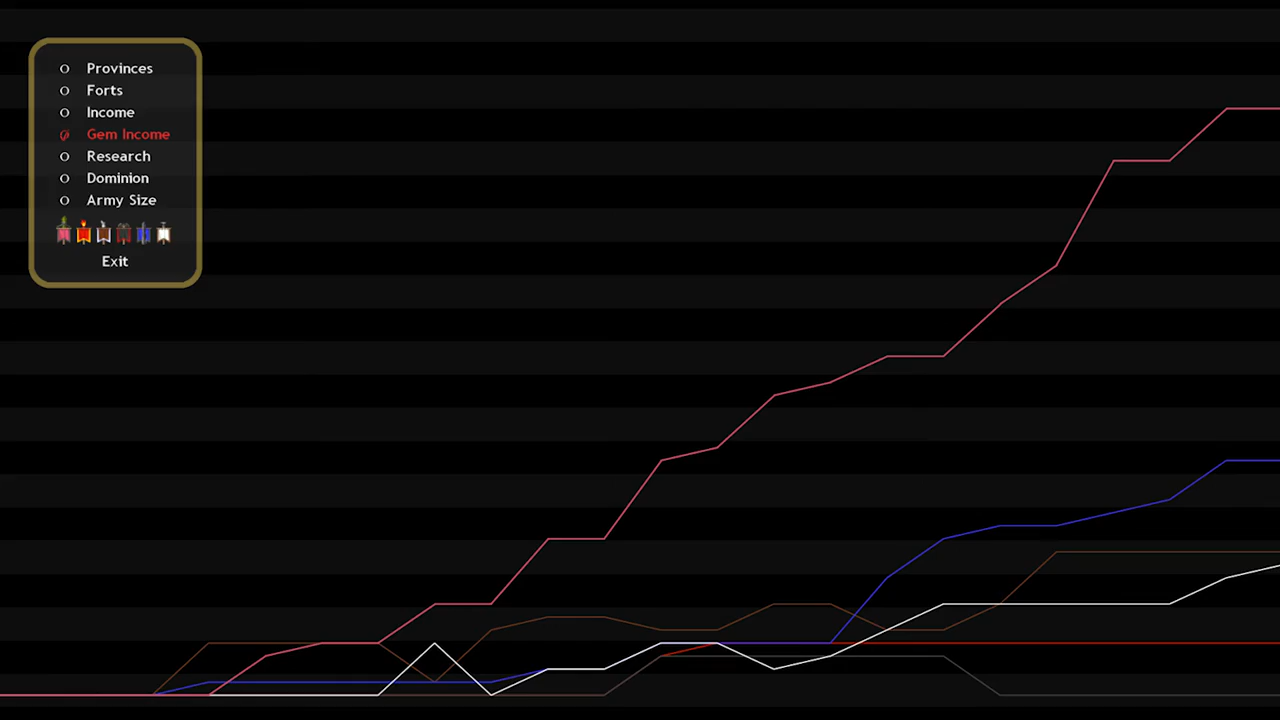 Provinces
Forts
Income
Gem Income
Research
Dominion
Army Size
Exit